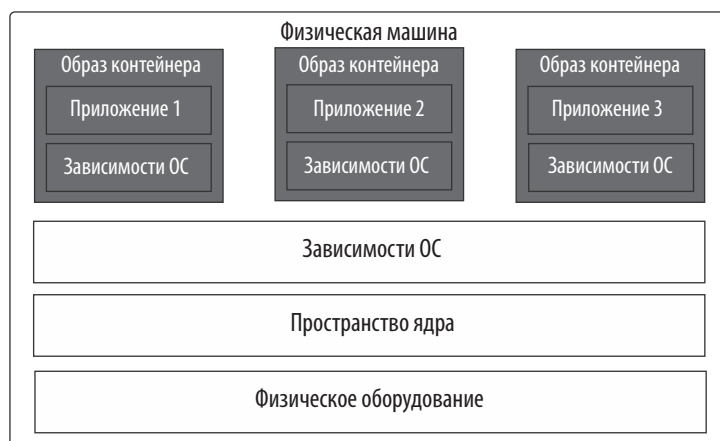 Физическая машина
Образ контейнера
Приложение 1
Зависимости ОС
Образ контейнера
Приложение 2
Зависимости ОС
Образ контейнера
Приложение 3
Зависимости ОС
Зависимости ОС
Пространство ядра
Физическое оборудование